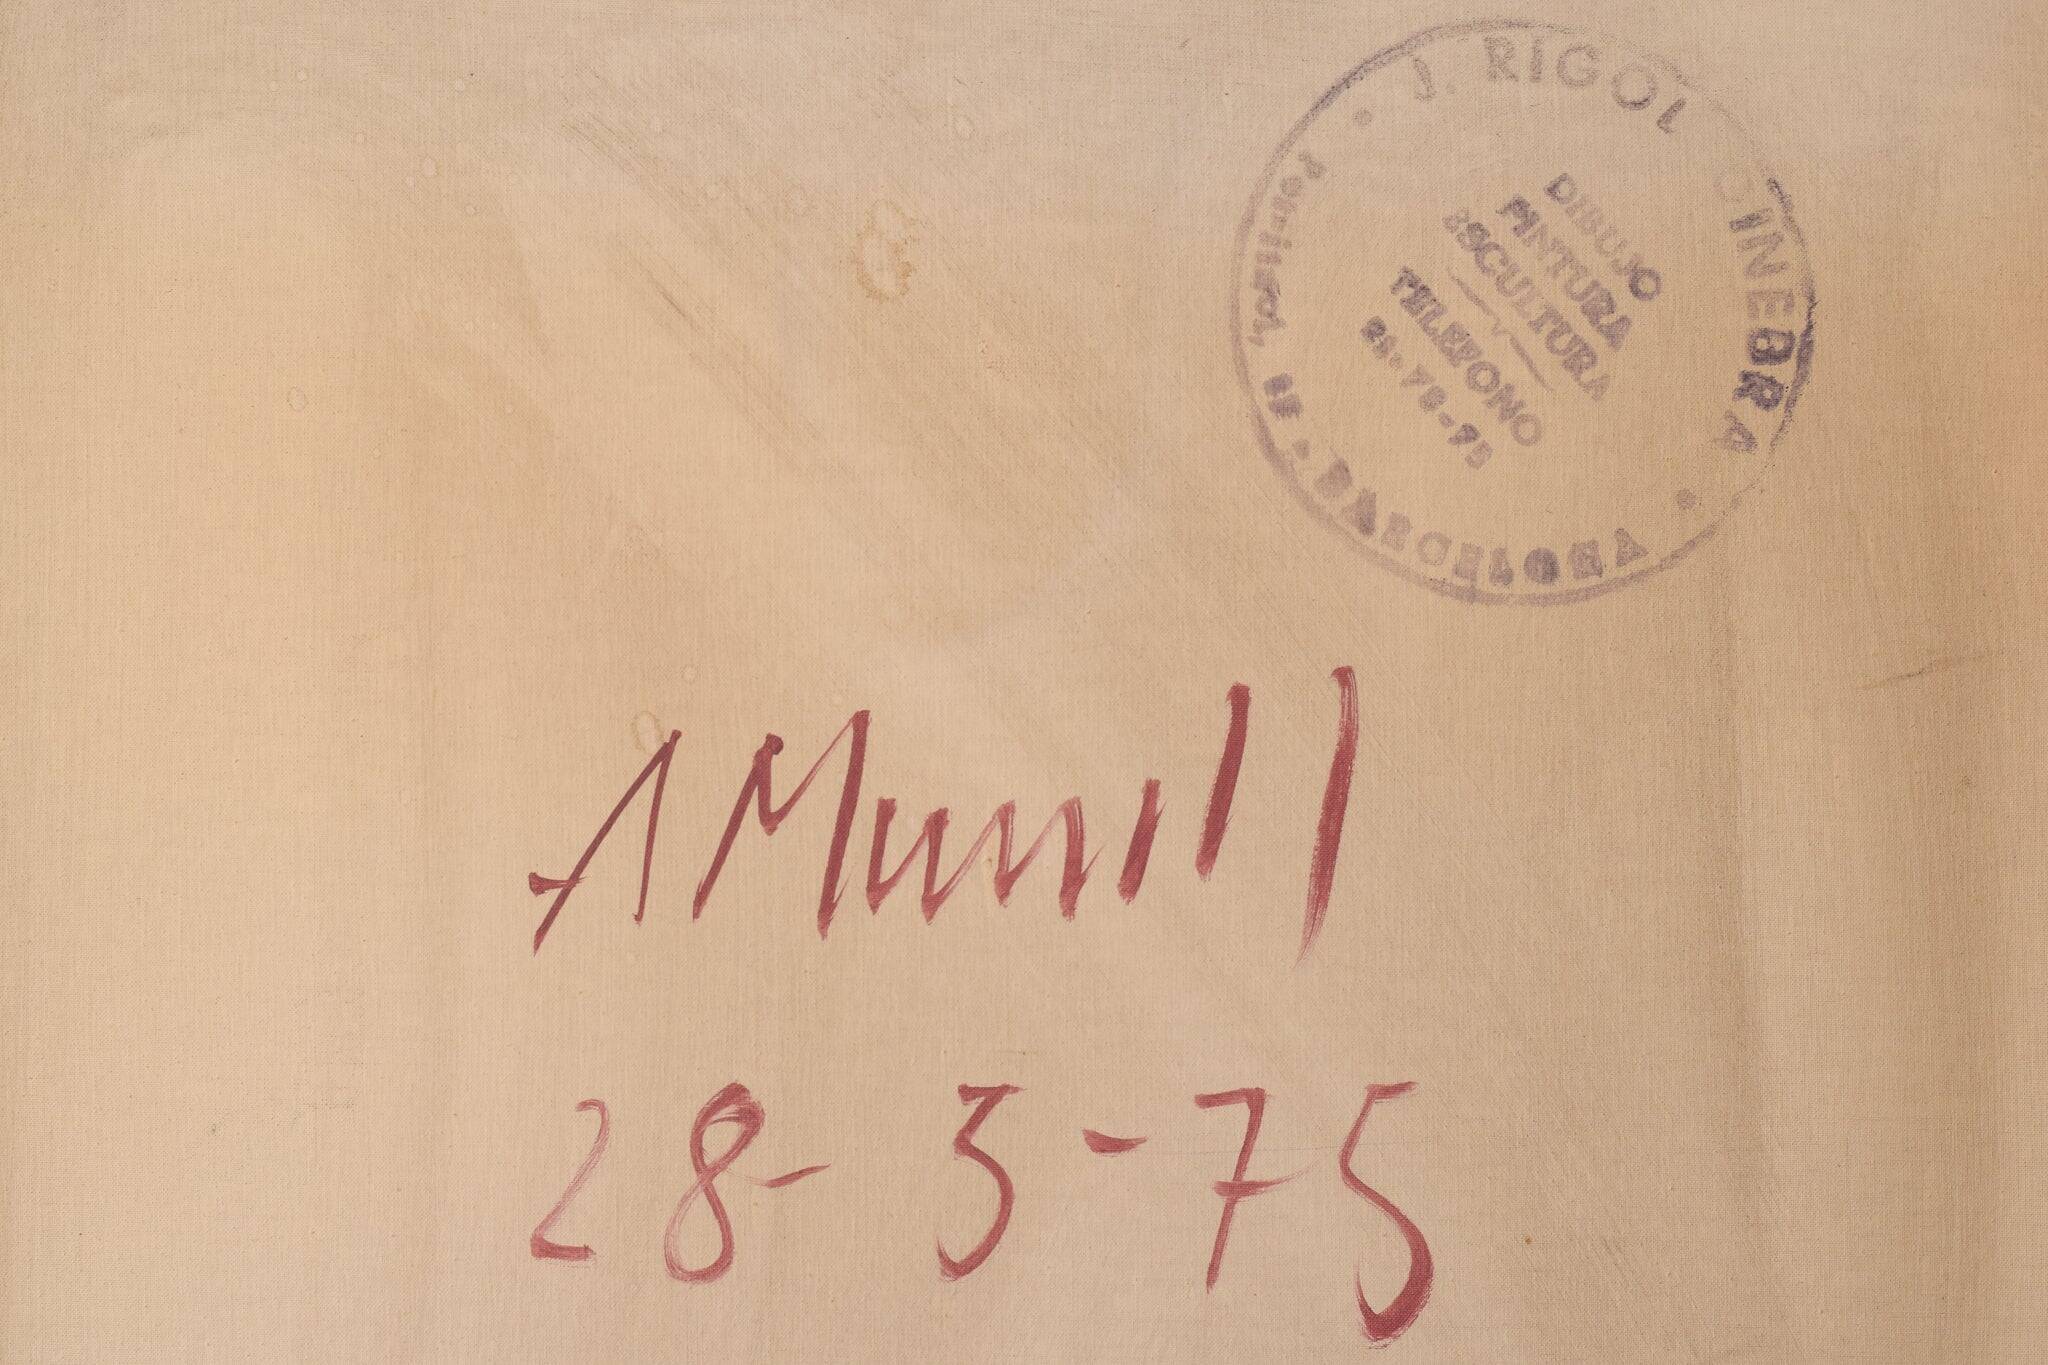 J. RIGOL GINEBRA
BARCELONA
DIBUJO
PINTURA
ESCULTURA
TELEFONO
A Munill
28-3-75